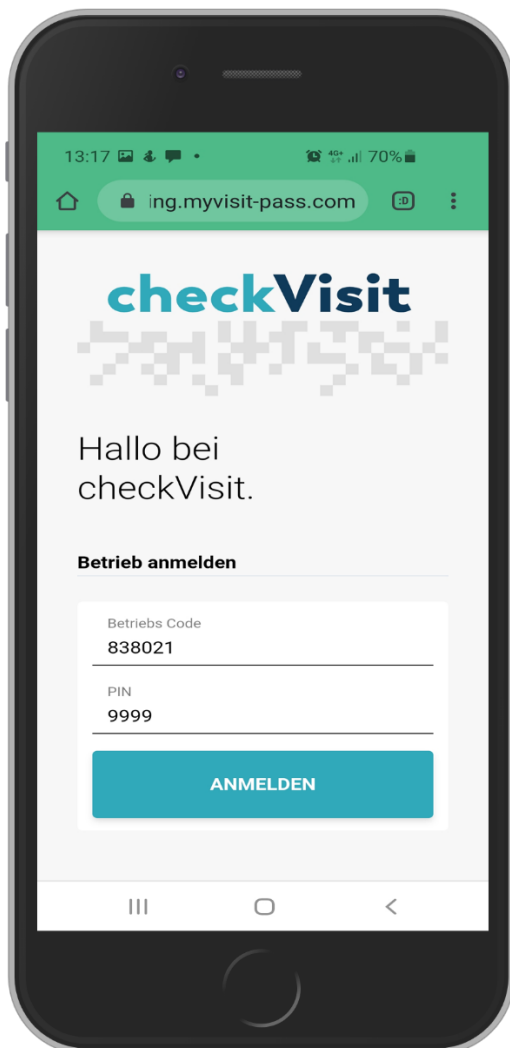 13:17 4G+ 70%
ing.myvisit-pass.com :D
checkVisit
Hallo bei
checkVisit.
Betrieb anmelden
Betriebs Code
838021
PIN
9999
ANMELDEN